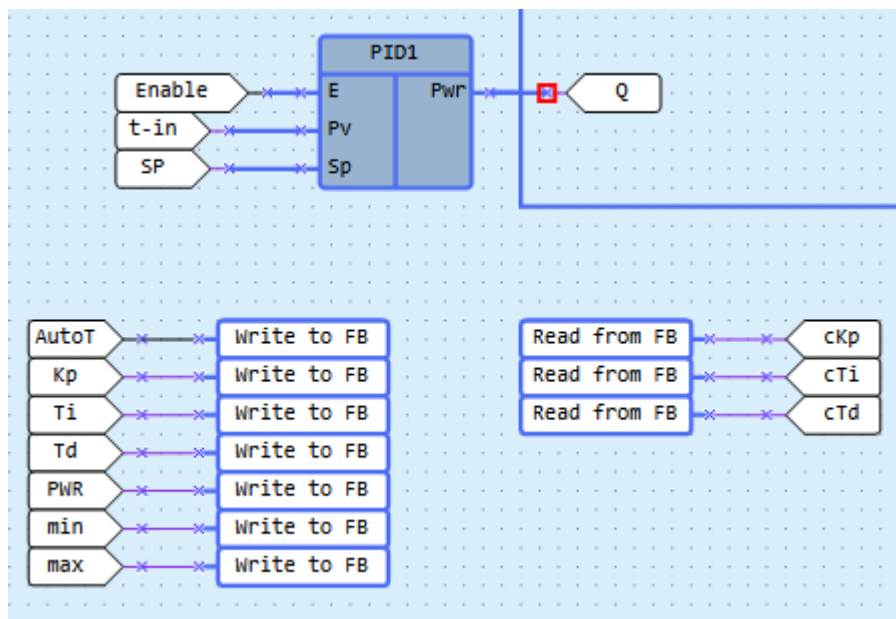 PID1
Enable E Pwr Q
t-in Pv
SP Sp
AutoT Write to FB Read from FB cKp
Kp Write to FB Read from FB cTi
Ti Write to FB Read from FB cTd
Td Write to FB
PWR Write to FB
min Write to FB
max Write to FB